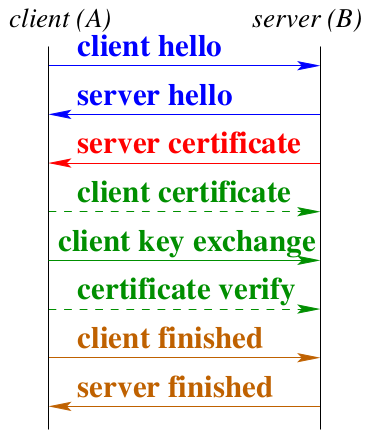 client (A) server (B)
client hello
server hello
server certificate
client certificate
client key exchange
certificate verify
client finished
server finished